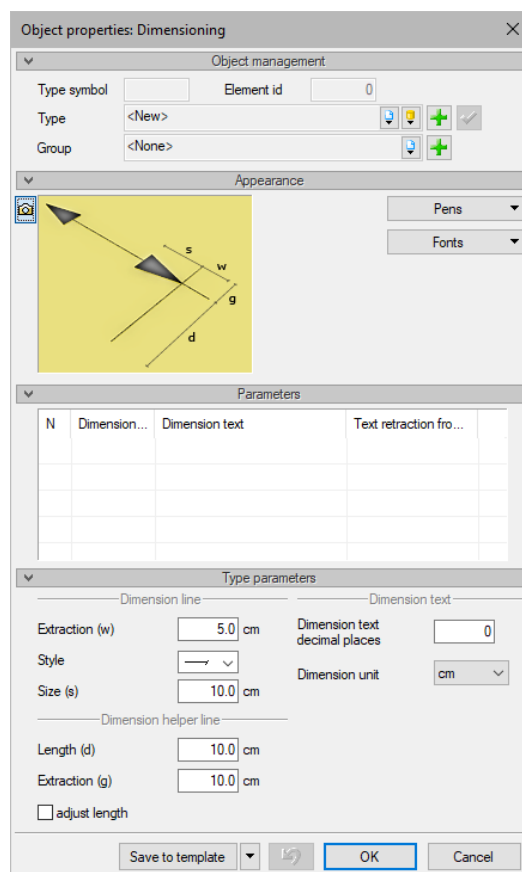 Object properties: Dimensioning
Object management
Type symbol Element id 0
Type <New>
Group <None>
Appearance
Pens
Fonts
s
w
g
d
Parameters
N Dimension... Dimension text Text retraction fro...
Type parameters
Dimension line Dimension text
Extraction (w) 5.0 cm Dimension text
decimal places 0
Style
Dimension unit cm
Size (s) 10.0 cm
Dimension helper line
Length (d) 10.0 cm
Extraction (g) 10.0 cm
adjust length
Save to template OK Cancel